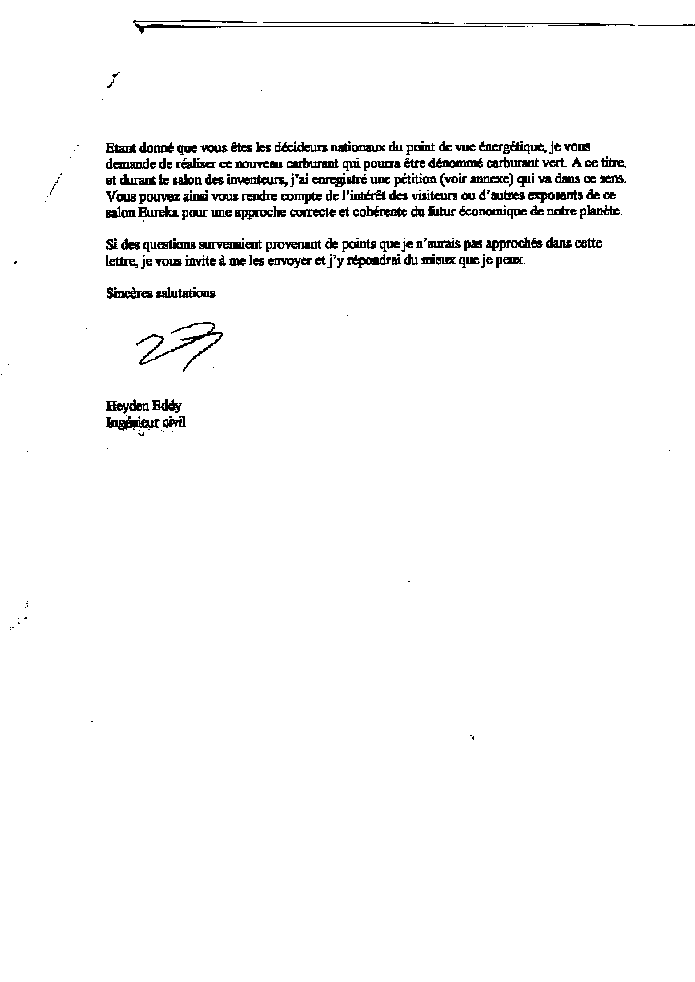 Etant donné que vous êtes les décideurs nationaux du point de vue énergétique, je vous
demande de réaliser ce nouveau carburant qui pourra être dénommé carburant vert. A ce titre,
et durant le salon des inventeurs, j'ai enregistré une pétition (voir annexe) qui va dans ce sens.
Vous pouvez ainsi vous rendre compte de l'intérêt des visiteurs ou d'autres exposants de ce
salon Eureka pour une approche correcte et cohérente du futur économique de notre planète.
Si des questions survenaient provenant de points que je n'aurais pas approchés dans cette
lettre, je vous invite à me les envoyer et j'y répondrai du mieux que je peux.
Sincères salutations
Heyden Eddy
Ingénieur civil